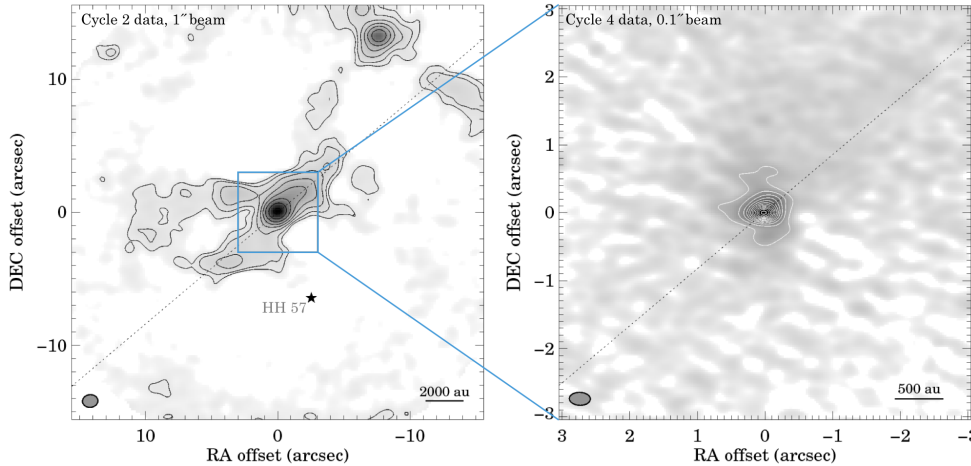 Cycle 2 data, 1" beam
10
0
−10
DEC offset (arcsec)
HH 57
2000 au
10
0
−10
RA offset (arcsec)
Cycle 4 data, 0.1" beam
3
2
1
0
−1
−2
−3
DEC offset (arcsec)
500 au
3
2
1
0
−1
−2
−3
RA offset (arcsec)